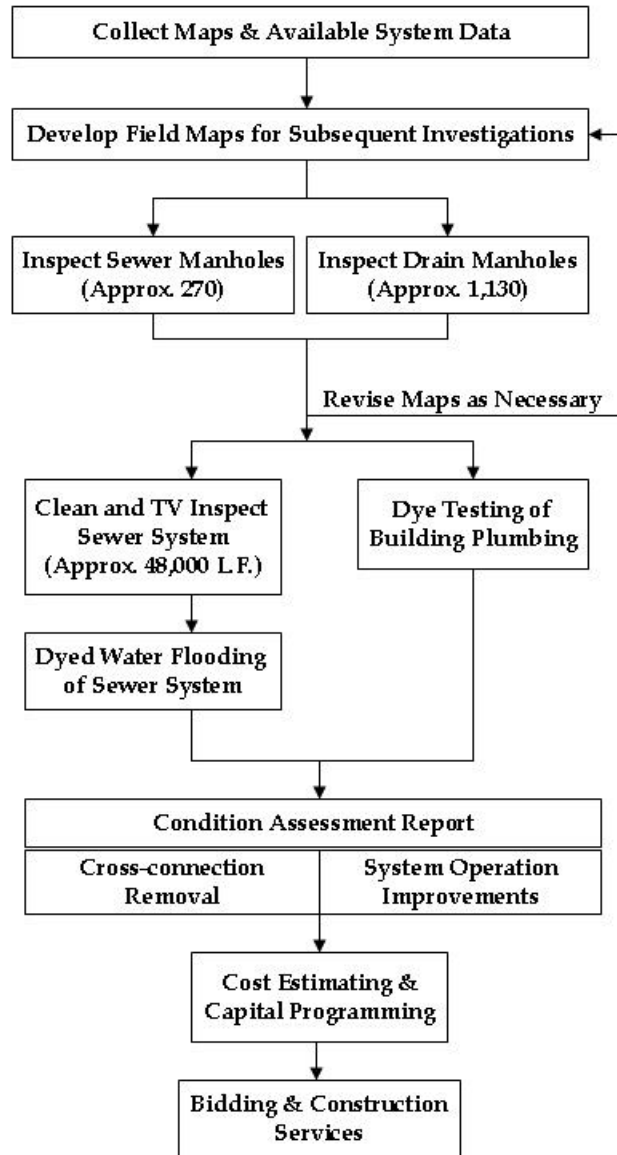 Collect Maps & Available System Data
Develop Field Maps for Subsequent Investigations
Inspect Sewer Manholes
(Approx. 270)
Inspect Drain Manholes
(Approx. 1,130)
Revise Maps as Necessary
Clean and TV Inspect
Sewer System
(Approx. 48,000 L.F.)
Dye Testing of
Building Plumbing
Dyed Water Flooding
of Sewer System
Condition Assessment Report
Cross-connection
Removal
System Operation
Improvements
Cost Estimating &
Capital Programming
Bidding & Construction
Services